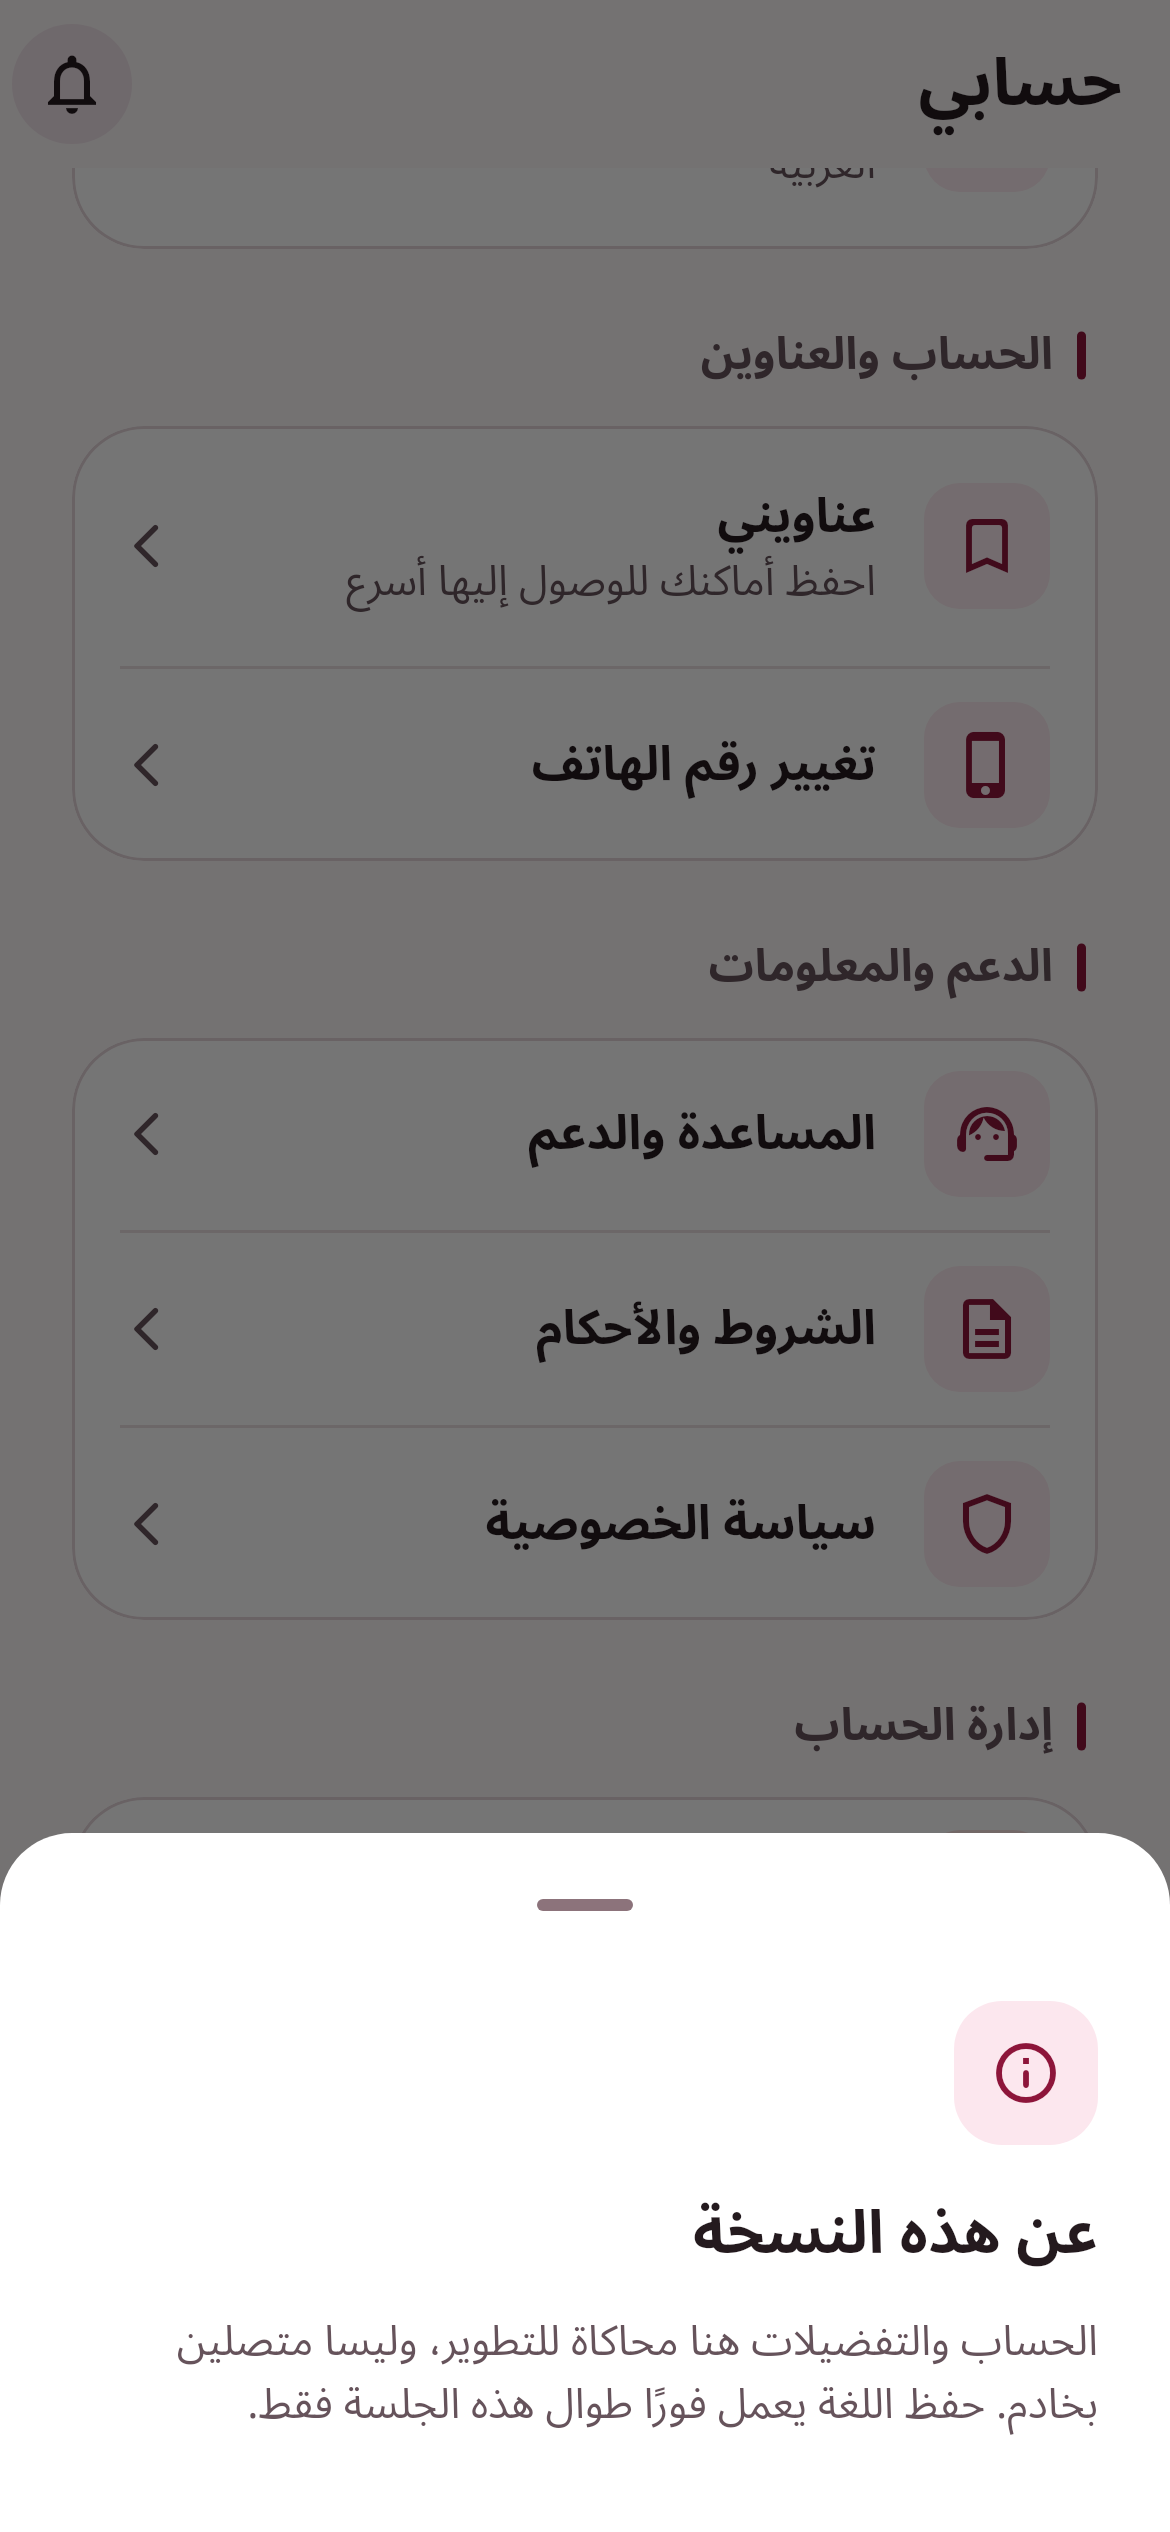 حسابي
العربية
الحساب والعناوين
عناويني
احفظ أماكنك للوصول إليها أسرع
تغيير رقم الهاتف
الدعم والمعلومات
المساعدة والدعم
الشروط والأحكام
سياسة الخصوصية
إدارة الحساب
عن هذه النسخة
الحساب والتفضيلات هنا محاكاة للتطوير، وليسا متصلين
بخادم. حفظ اللغة يعمل فورًا طوال هذه الجلسة فقط.